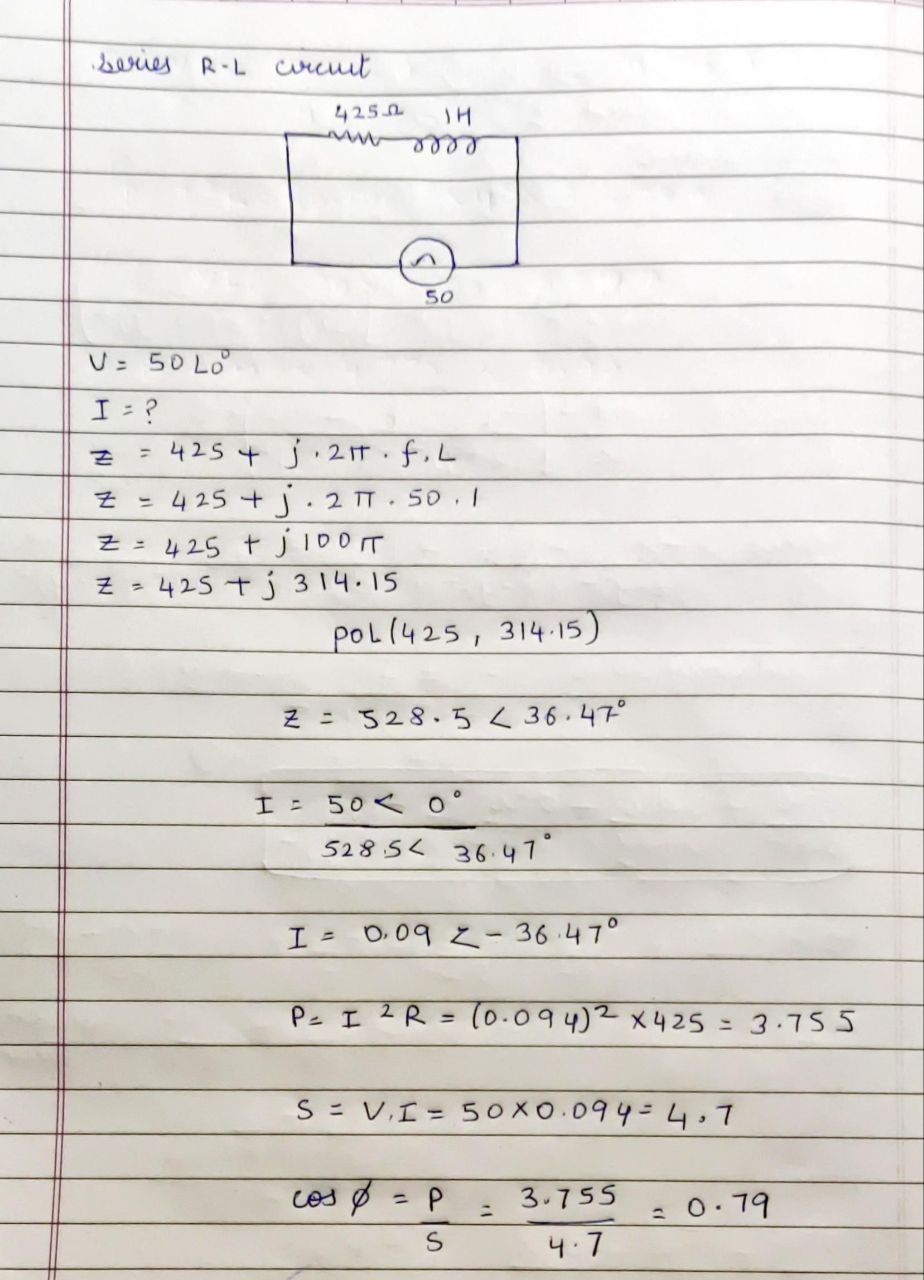 series R-L circuit
425Ω 1H
50
V = 50 ∠0°
I = ?
Z = 425 + j . 2π . f . L
Z = 425 + j . 2π . 50 . 1
Z = 425 + j 100π
Z = 425 + j 314.15
pol(425, 314.15)
Z = 528.5 < 36.47°
I = 50 < 0°
528.5 < 36.47°
I = 0.09 ∠ - 36.47°
P = I²R = (0.094)² × 425 = 3.755
S = V.I = 50 × 0.094 = 4.7
cos φ = P/S = 3.755/4.7 = 0.79